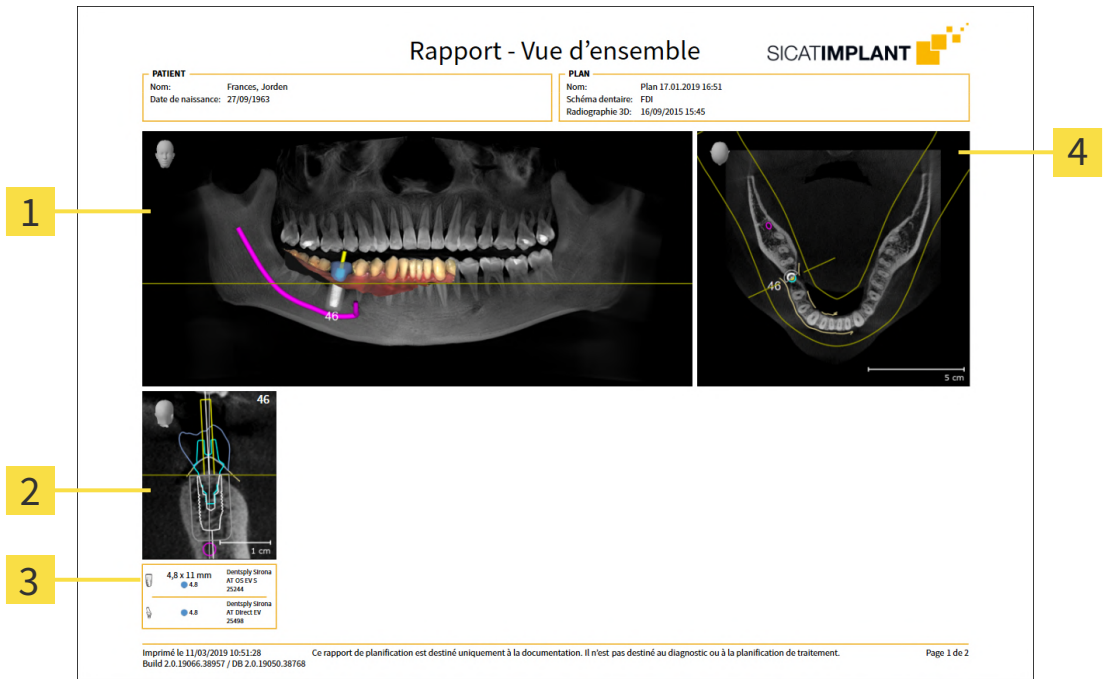 Rapport - Vue d'ensemble
SICATIMPLANT
PATIENT
Nom: Frances, Jorden
Date de naissance: 27/09/1963
PLAN
Nom: Plan 17.01.2019 16:51
Schéma dentaire: FDI
Radiographie 3D: 16/09/2015 15:45
1
46
4
46
5 cm
2
46
1 cm
3
4,8 x 11 mm
4.8
Dentsply Sirona
AT OS EV S
25244
4.8
Dentsply Sirona
AT Direct EV
25498
Imprimé le 11/03/2019 10:51:28
Build 2.0.19066.38957 / DB 2.0.19050.38768
Ce rapport de planification est destiné uniquement à la documentation. Il n'est pas destiné au diagnostic ou à la planification de traitement.
Page 1 de 2